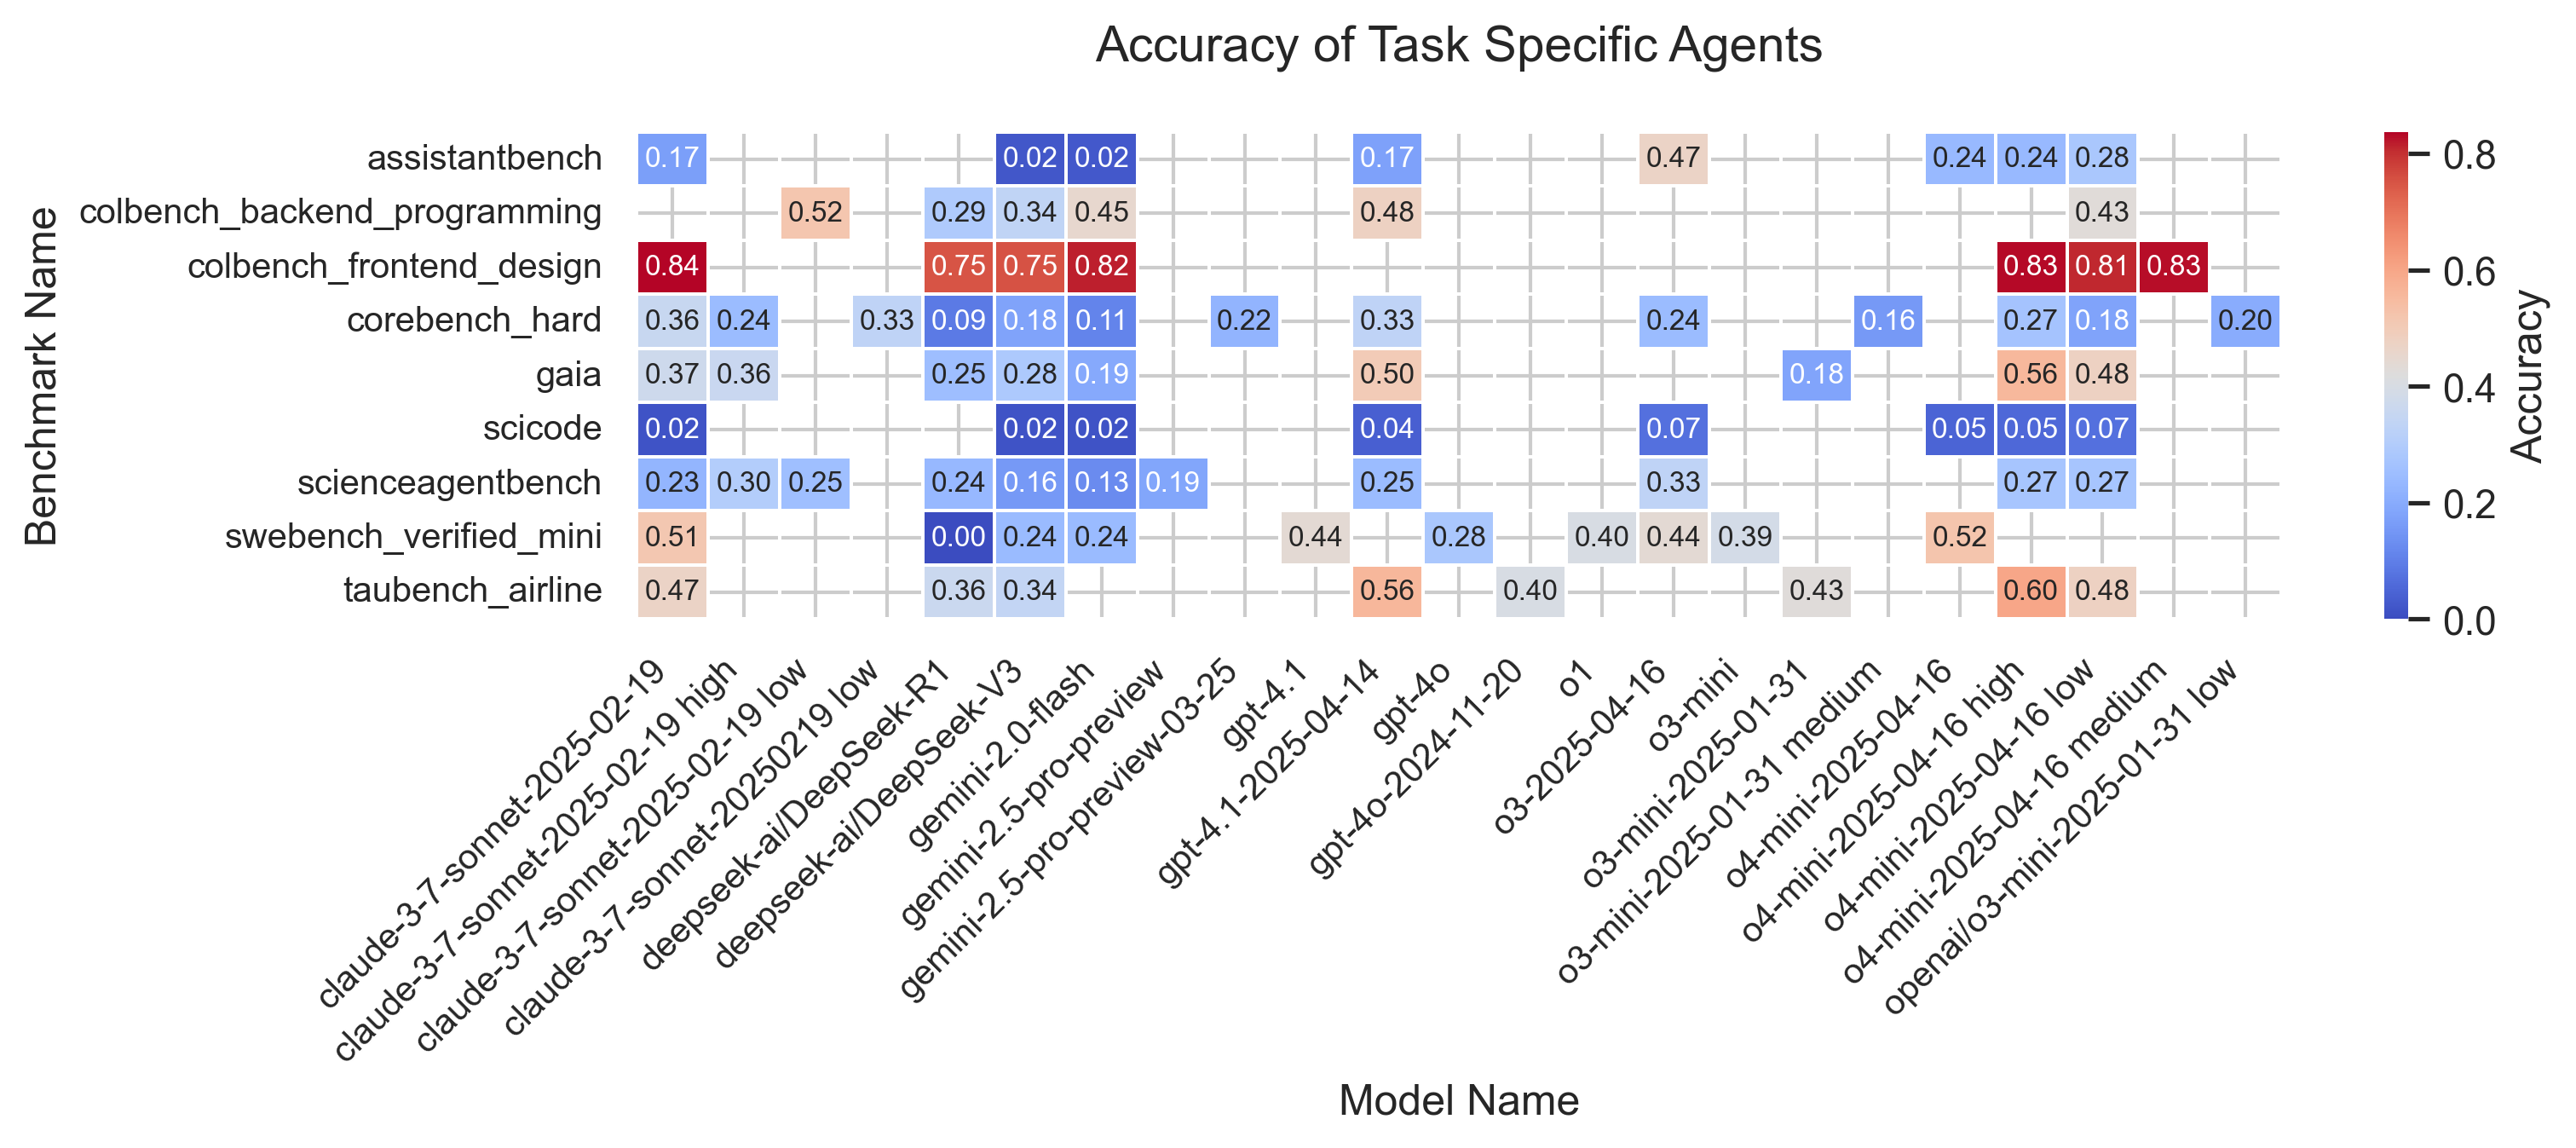 Accuracy of Task Specific Agents
Benchmark Name
assistantbench 0.17 0.02 0.02 0.17 0.47 0.24 0.24 0.28
colbench_backend_programming 0.52 0.29 0.34 0.45 0.48 0.43
colbench_frontend_design 0.84 0.75 0.75 0.82 0.83 0.81 0.83
corebench_hard 0.36 0.24 0.33 0.09 0.18 0.11 0.22 0.33 0.24 0.16 0.27 0.18 0.20
gaia 0.37 0.36 0.25 0.28 0.19 0.50 0.18 0.56 0.48
scicode 0.02 0.02 0.02 0.04 0.07 0.05 0.05 0.07
scienceagentbench 0.23 0.30 0.25 0.24 0.16 0.13 0.19 0.25 0.33 0.27 0.27
swebench_verified_mini 0.51 0.00 0.24 0.24 0.44 0.28 0.40 0.44 0.39 0.52
taubench_airline 0.47 0.36 0.34 0.56 0.40 0.43 0.60 0.48
claude-3-7-sonnet-2025-02-19
claude-3-7-sonnet-2025-02-19 high
claude-3-7-sonnet-2025-02-19 low
claude-3-7-sonnet-20250219 low
deepseek-ai/DeepSeek-R1
deepseek-ai/DeepSeek-V3
gemini-2.0-flash
gemini-2.5-pro-preview
gemini-2.5-pro-preview-03-25
gpt-4.1
gpt-4.1-2025-04-14
gpt-4o
gpt-4o-2024-11-20
o1
o3-2025-04-16
o3-mini
o3-mini-2025-01-31
o3-mini-2025-01-31 medium
o4-mini-2025-04-16
o4-mini-2025-04-16 high
o4-mini-2025-04-16 low
o4-mini-2025-04-16 medium
openai/o3-mini-2025-01-31 low
Model Name
0.8
0.6
0.4
0.2
0.0
Accuracy